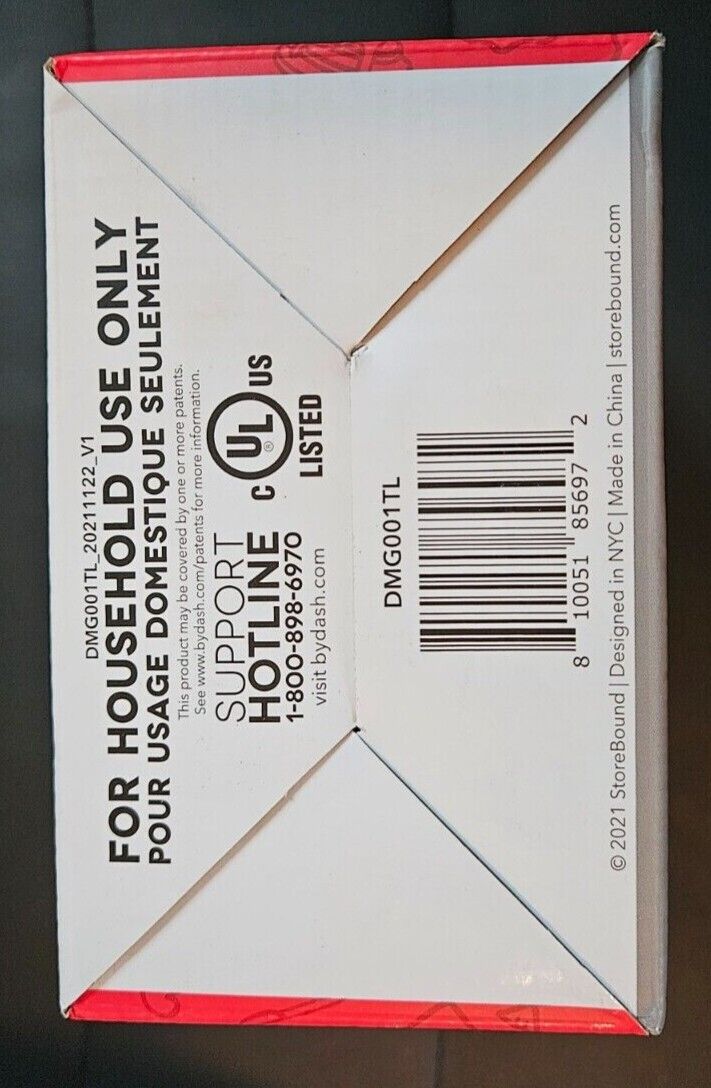 DMG001TL_20211122_V1
FOR HOUSEHOLD USE ONLY
POUR USAGE DOMESTIQUE SEULEMENT
This product may be covered by one or more patents.
See www.bydash.com/patents for more information.
SUPPORT
HOTLINE
1-800-898-6970
visit bydash.com
C UL ® US
LISTED
DMG001TL
8 10051 85697 2
© 2021 StoreBound | Designed in NYC | Made in China | storebound.com